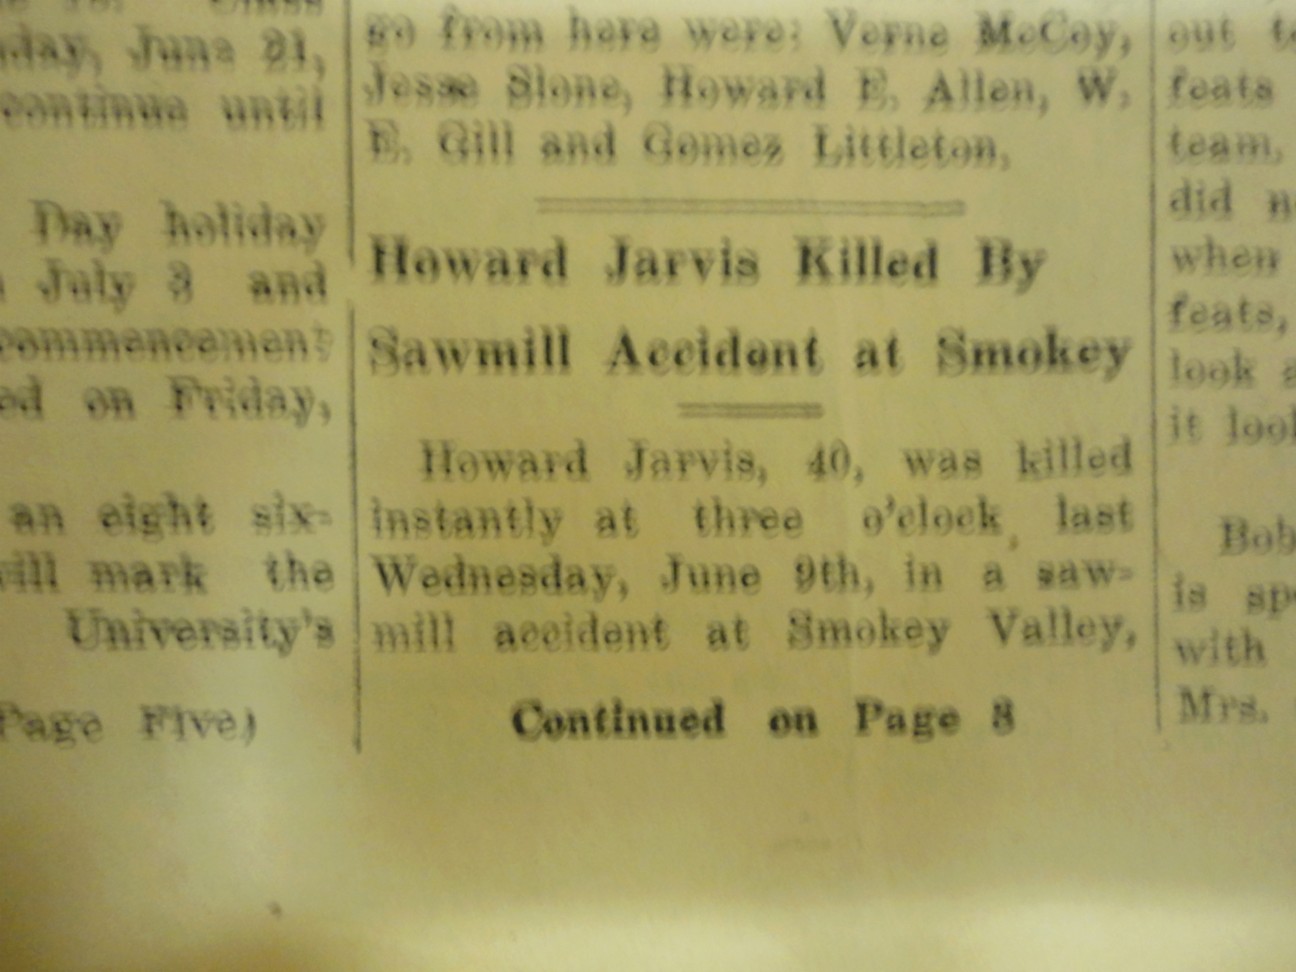 day, June 21,
continue until
Day holiday
July 3 and
commencement
ed on Friday,
an eight six-
will mark the
University's
Page Five)
go from here were: Verne McCoy,
Jesse Slone, Howard E. Allen, W.
E. Gill and Gomez Littleton.
Howard Jarvis Killed By
Sawmill Accident at Smokey
Howard Jarvis, 40, was killed
instantly at three o'clock last
Wednesday, June 9th, in a saw-
mill accident at Smokey Valley,
Continued on Page 8
out
feats
team,
did
when
feats,
look
it
Bob
is
with
Mrs.